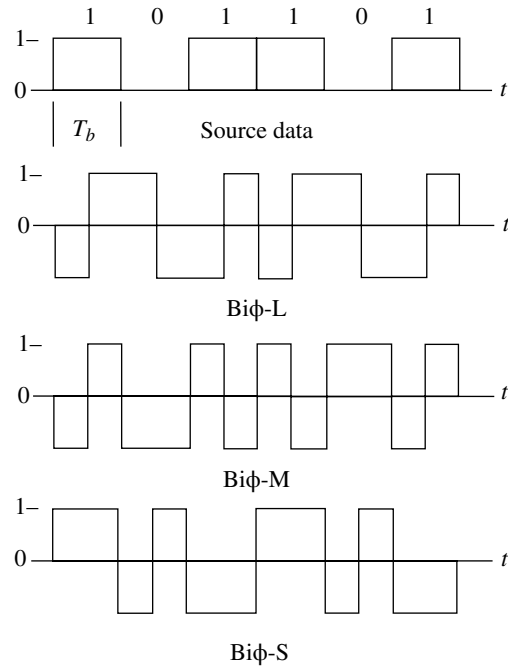 1 0 1 1 0 1
1–
0 t
T_b Source data
1–
0 t
Biϕ-L
1–
0 t
Biϕ-M
1–
0 t
Biϕ-S